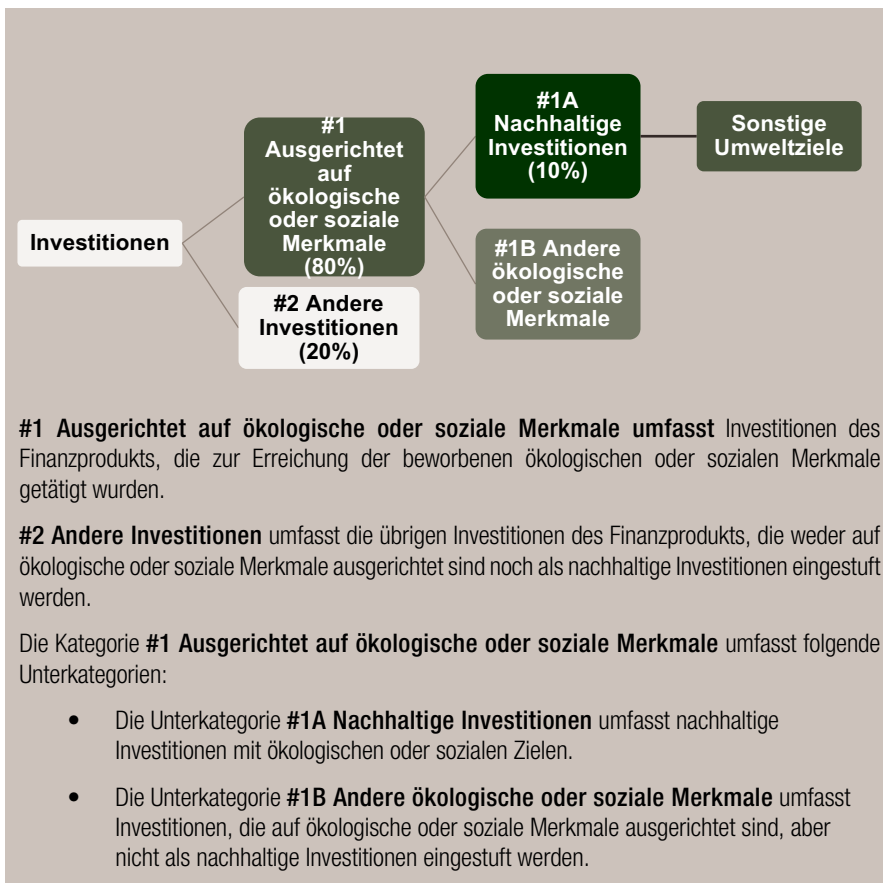 Investitionen
#1
Ausgerichtet
auf
ökologische
oder soziale
Merkmale
(80%)
#2 Andere
Investitionen
(20%)
#1A
Nachhaltige
Investitionen
(10%)
#1B Andere
ökologische
oder soziale
Merkmale
Sonstige
Umweltziele
#1 Ausgerichtet auf ökologische oder soziale Merkmale umfasst Investitionen des
Finanzprodukts, die zur Erreichung der beworbenen ökologischen oder sozialen Merkmale
getätigt wurden.
#2 Andere Investitionen umfasst die übrigen Investitionen des Finanzprodukts, die weder auf
ökologische oder soziale Merkmale ausgerichtet sind noch als nachhaltige Investitionen eingestuft
werden.
Die Kategorie #1 Ausgerichtet auf ökologische oder soziale Merkmale umfasst folgende
Unterkategorien:
• Die Unterkategorie #1A Nachhaltige Investitionen umfasst nachhaltige
Investitionen mit ökologischen oder sozialen Zielen.
• Die Unterkategorie #1B Andere ökologische oder soziale Merkmale umfasst
Investitionen, die auf ökologische oder soziale Merkmale ausgerichtet sind, aber
nicht als nachhaltige Investitionen eingestuft werden.